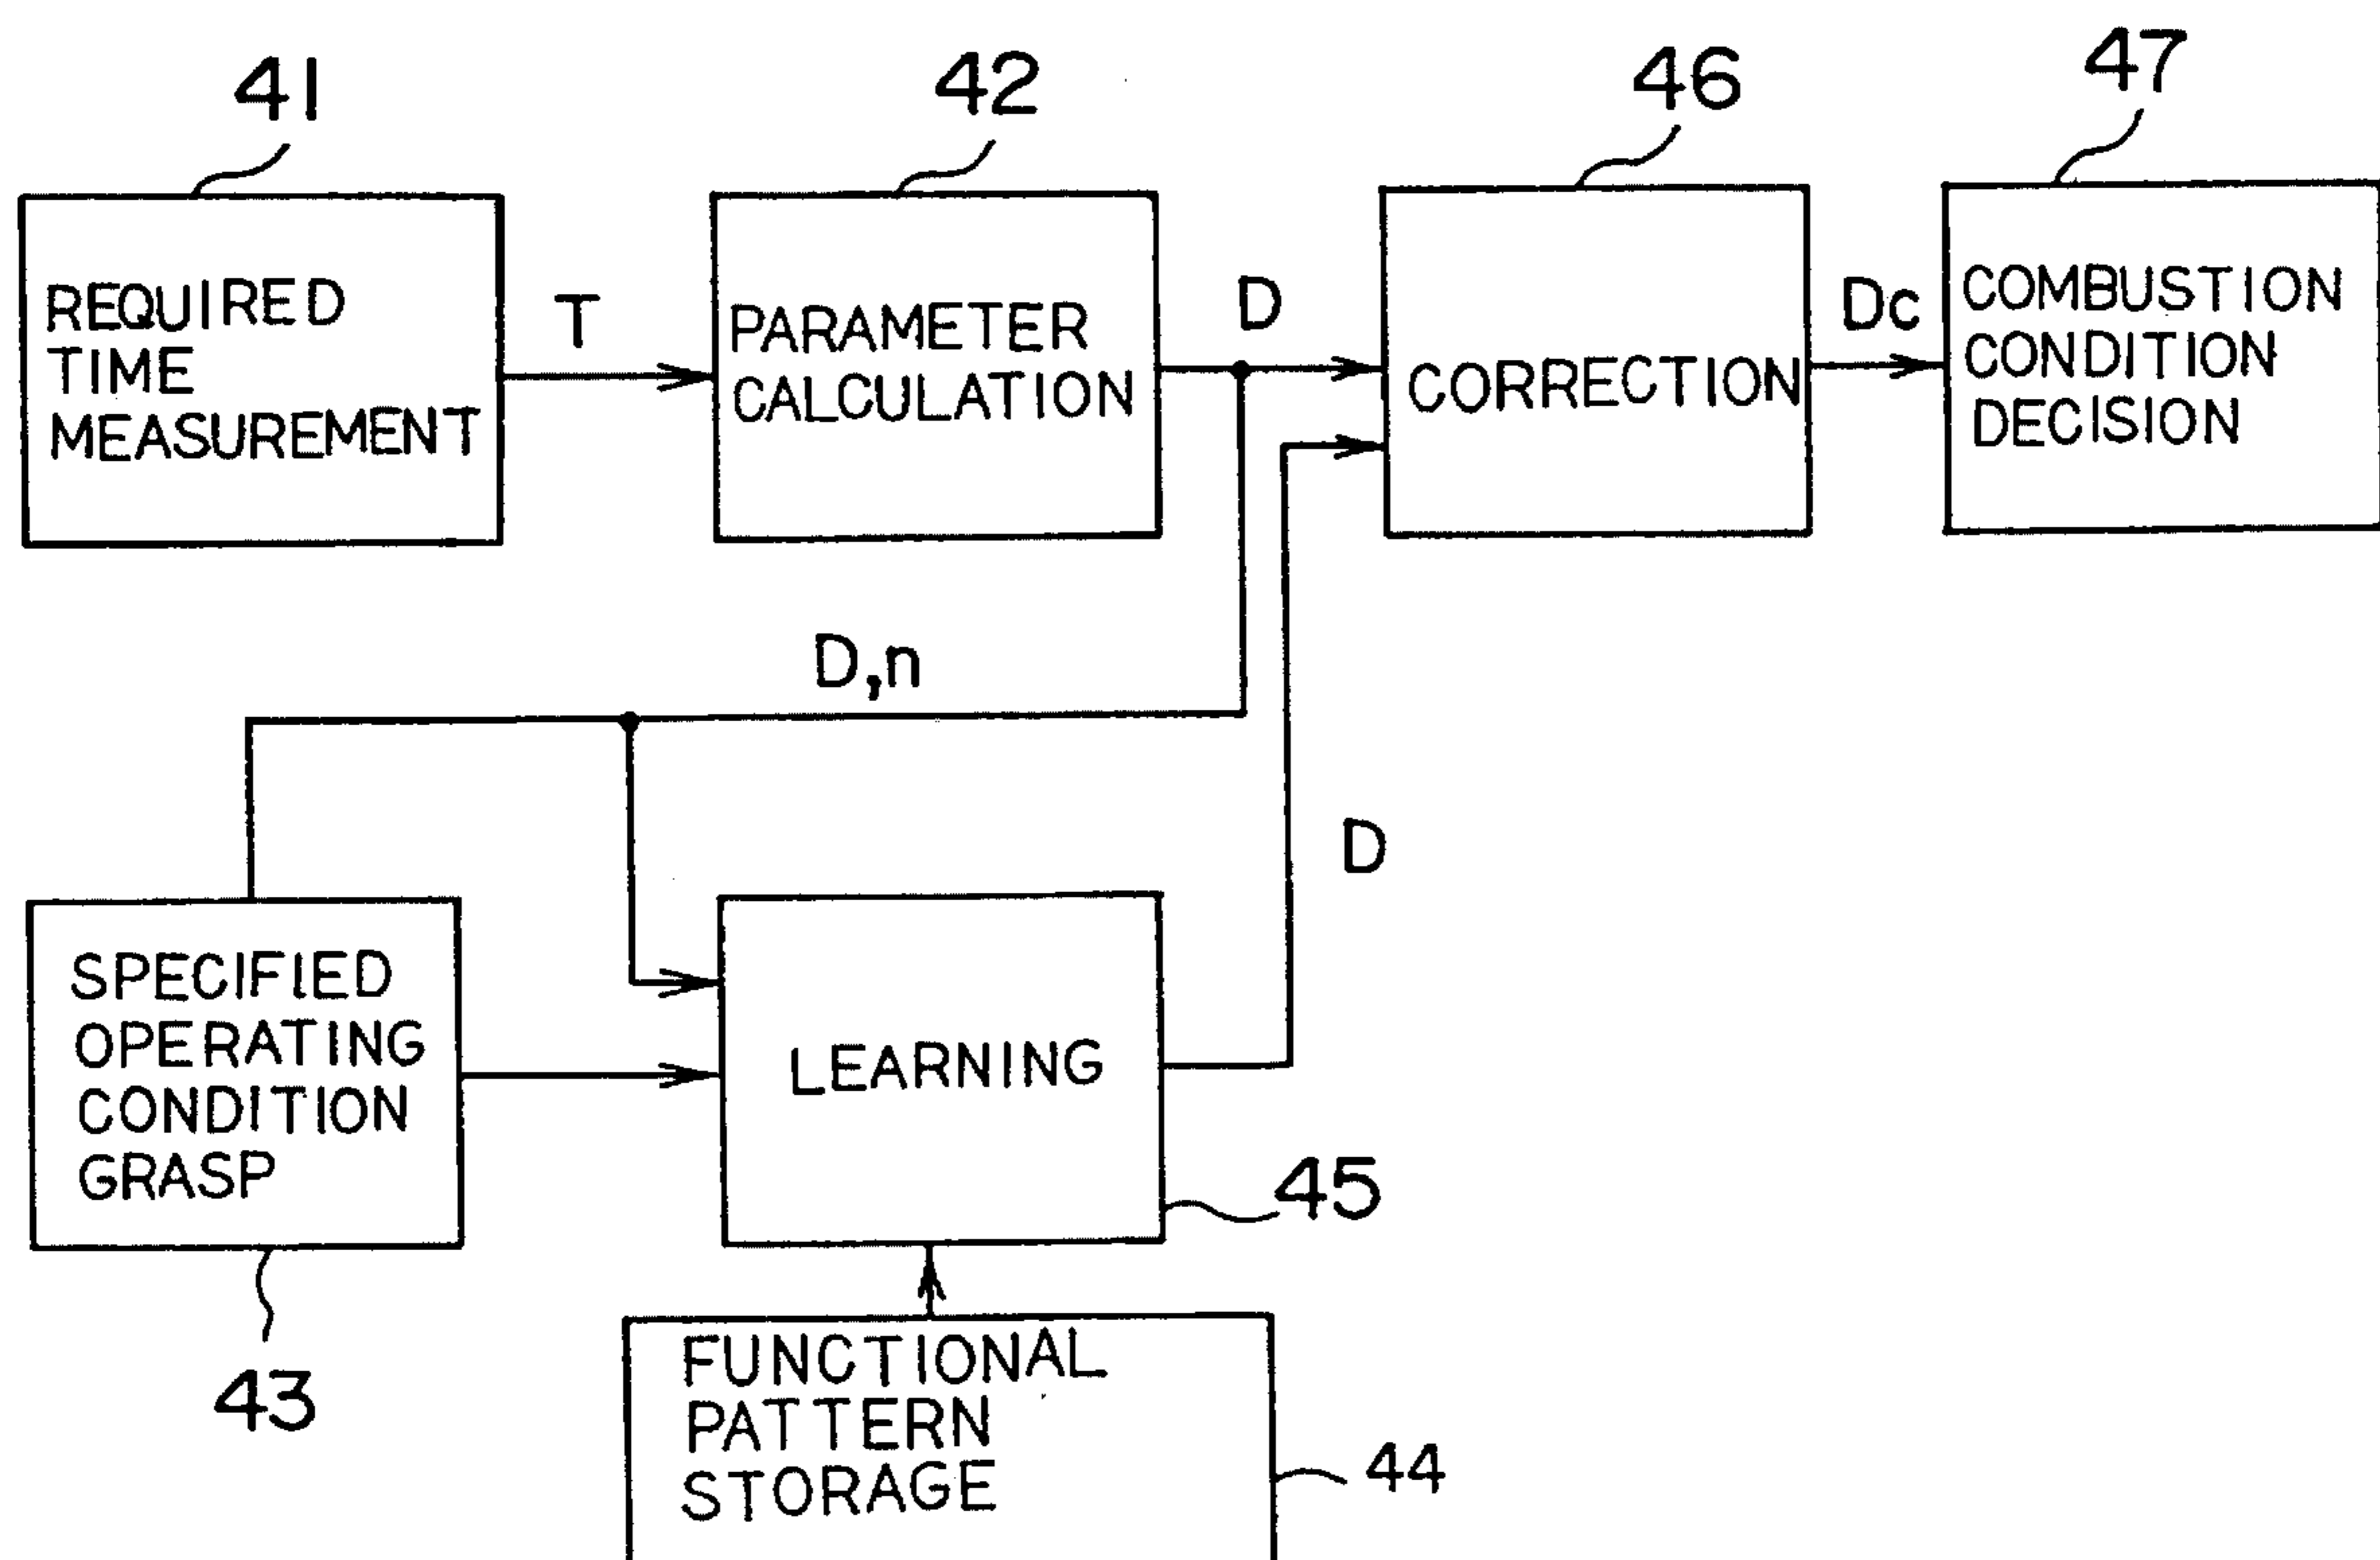 41
42
46
47
REQUIRED
TIME
MEASUREMENT
T
PARAMETER
CALCULATION
D
CORRECTION
Dc
COMBUSTION
CONDITION
DECISION
D,n
D
SPECIFIED
OPERATING
CONDITION
GRASP
LEARNING
45
43
FUNCTIONAL
PATTERN
STORAGE
44